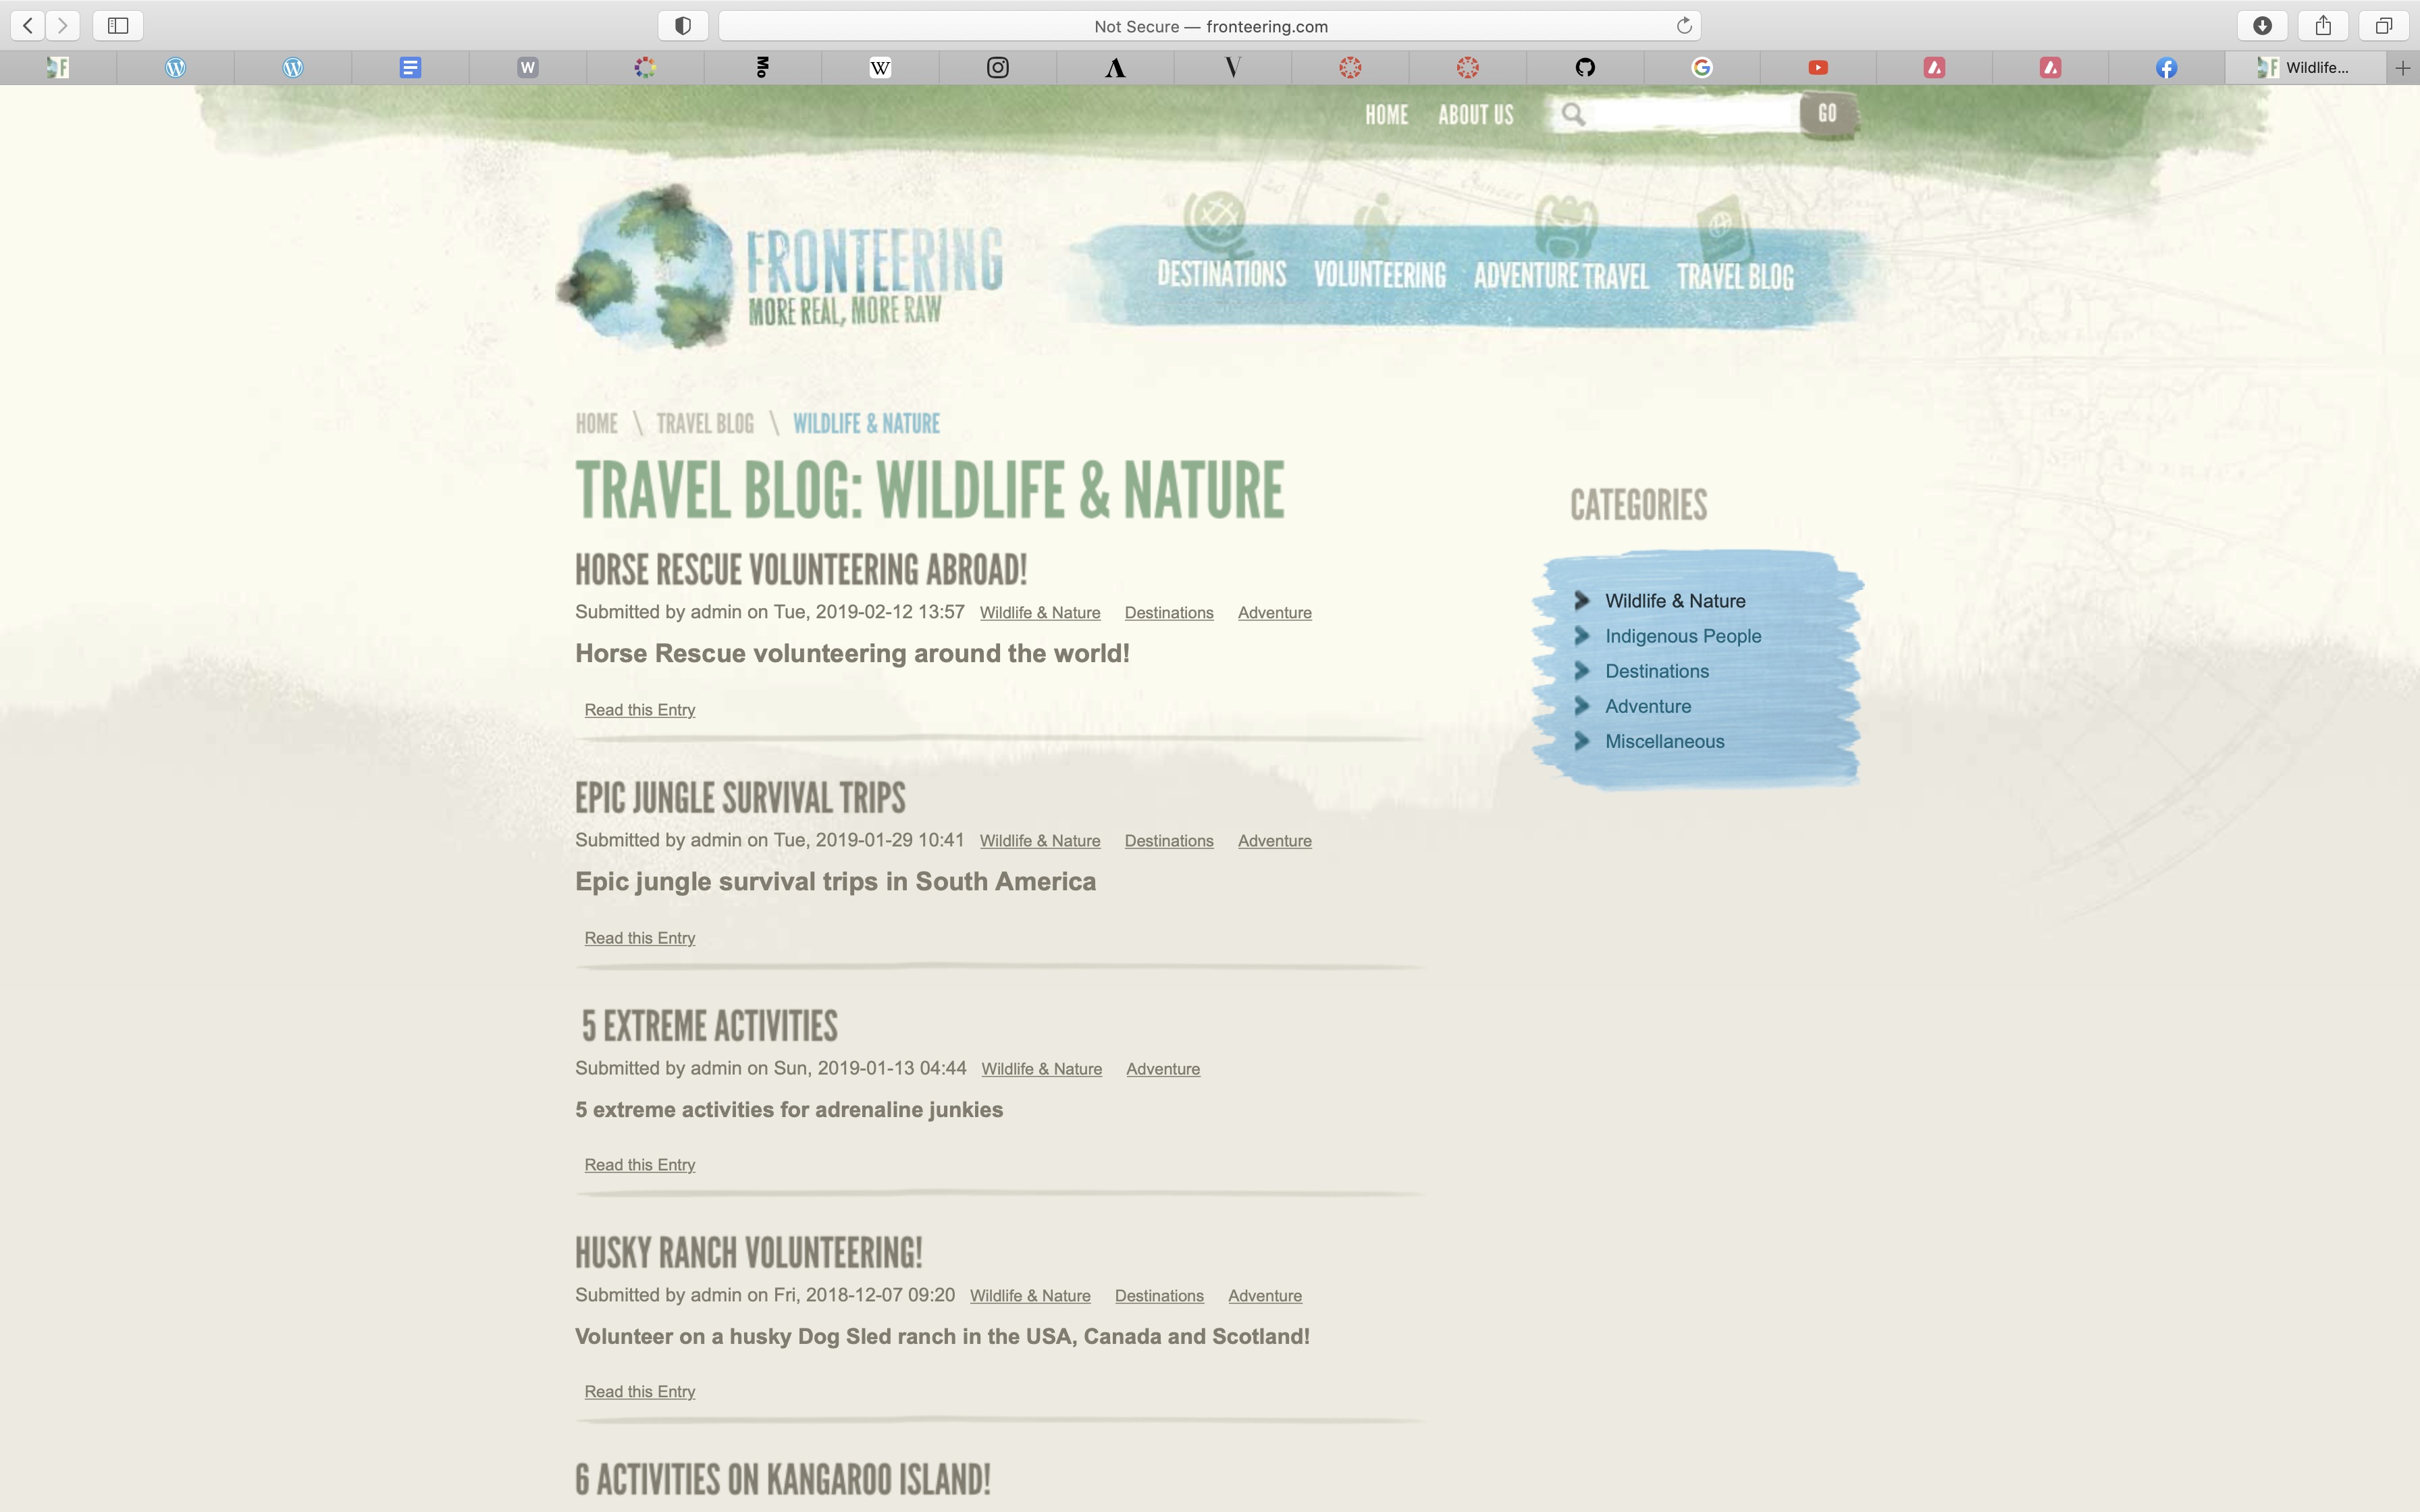 Not Secure — fronteering.com
Wildlife...
HOME ABOUT US GO
FRONTEERING
MORE REAL, MORE RAW
DESTINATIONS VOLUNTEERING ADVENTURE TRAVEL TRAVEL BLOG
HOME \ TRAVEL BLOG \ WILDLIFE & NATURE
TRAVEL BLOG: WILDLIFE & NATURE
HORSE RESCUE VOLUNTEERING ABROAD!
Submitted by admin on Tue, 2019-02-12 13:57 Wildlife & Nature Destinations Adventure
Horse Rescue volunteering around the world!
Read this Entry
EPIC JUNGLE SURVIVAL TRIPS
Submitted by admin on Tue, 2019-01-29 10:41 Wildlife & Nature Destinations Adventure
Epic jungle survival trips in South America
Read this Entry
5 EXTREME ACTIVITIES
Submitted by admin on Sun, 2019-01-13 04:44 Wildlife & Nature Adventure
5 extreme activities for adrenaline junkies
Read this Entry
HUSKY RANCH VOLUNTEERING!
Submitted by admin on Fri, 2018-12-07 09:20 Wildlife & Nature Destinations Adventure
Volunteer on a husky Dog Sled ranch in the USA, Canada and Scotland!
Read this Entry
6 ACTIVITIES ON KANGAROO ISLAND!
CATEGORIES
Wildlife & Nature
Indigenous People
Destinations
Adventure
Miscellaneous